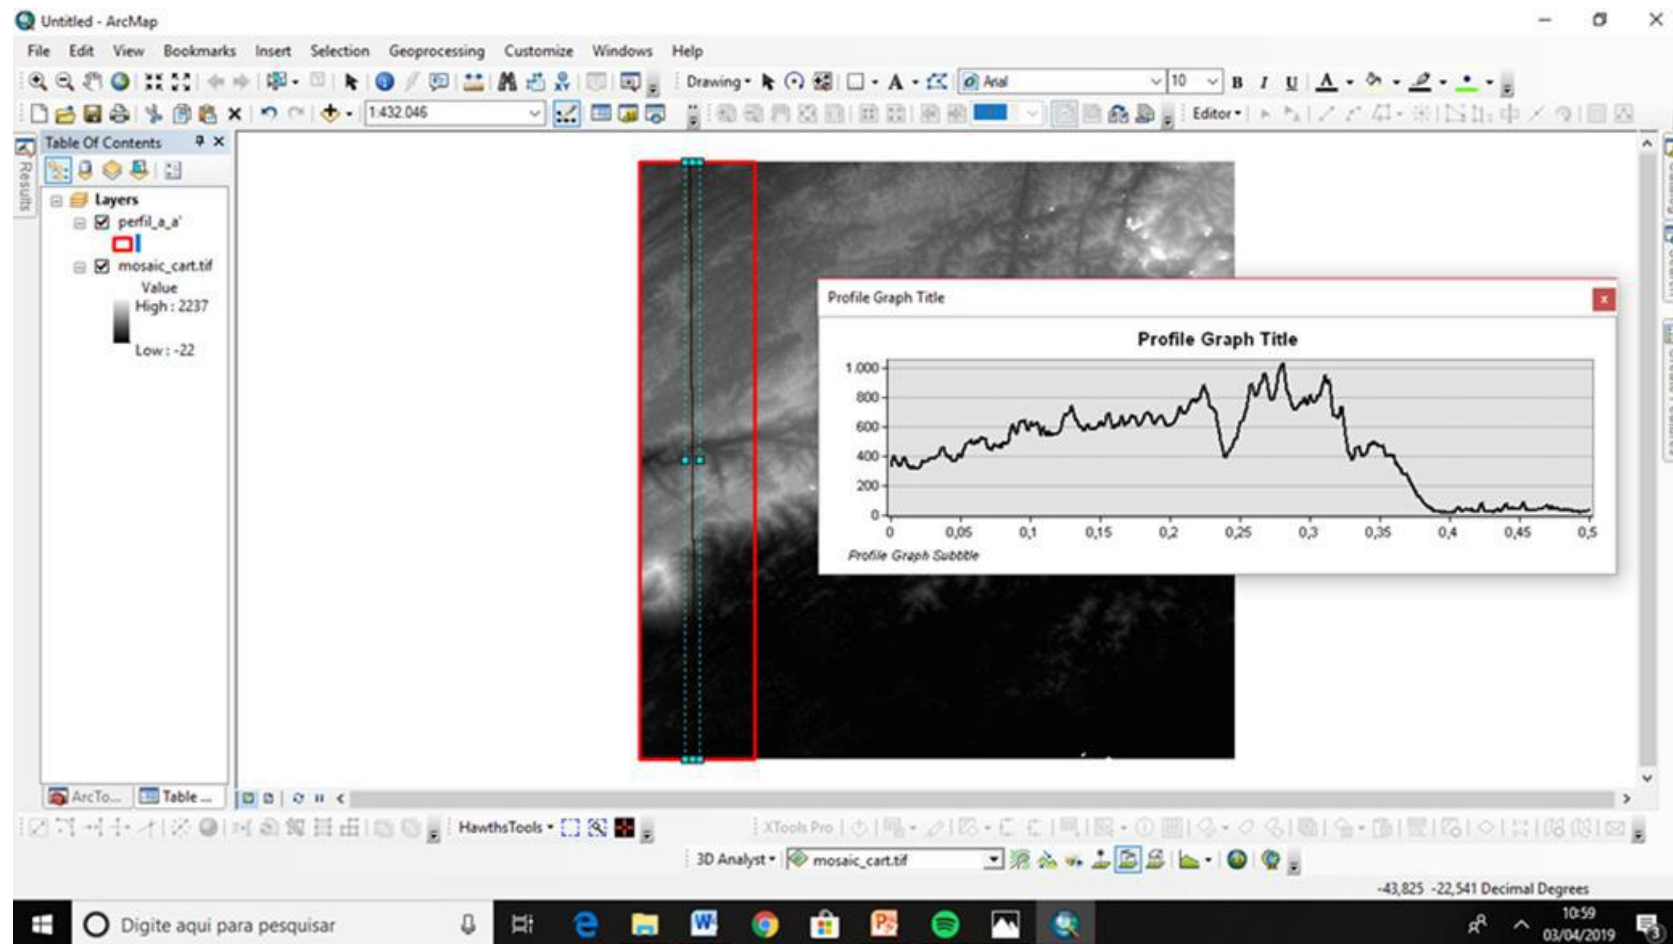 Untitled - ArcMap
File Edit View Bookmarks Insert Selection Geoprocessing Customize Windows Help
Drawing Arial 10 B I U A
1:432.046 Editor
Table Of Contents
Results
Layers
perfil_a_a'
mosaic_cart.tif
Value
High : 2237
Low : -22
Profile Graph Title
Profile Graph Title
1.000
800
600
400
200
0
0 0,05 0,1 0,15 0,2 0,25 0,3 0,35 0,4 0,45 0,5
Profile Graph Subtitle
ArcTo... Table ...
HawthsTools XTools Pro
3D Analyst mosaic_cart.tif
-43,825 -22,541 Decimal Degrees
Digite aqui para pesquisar
10:59
03/04/2019
3